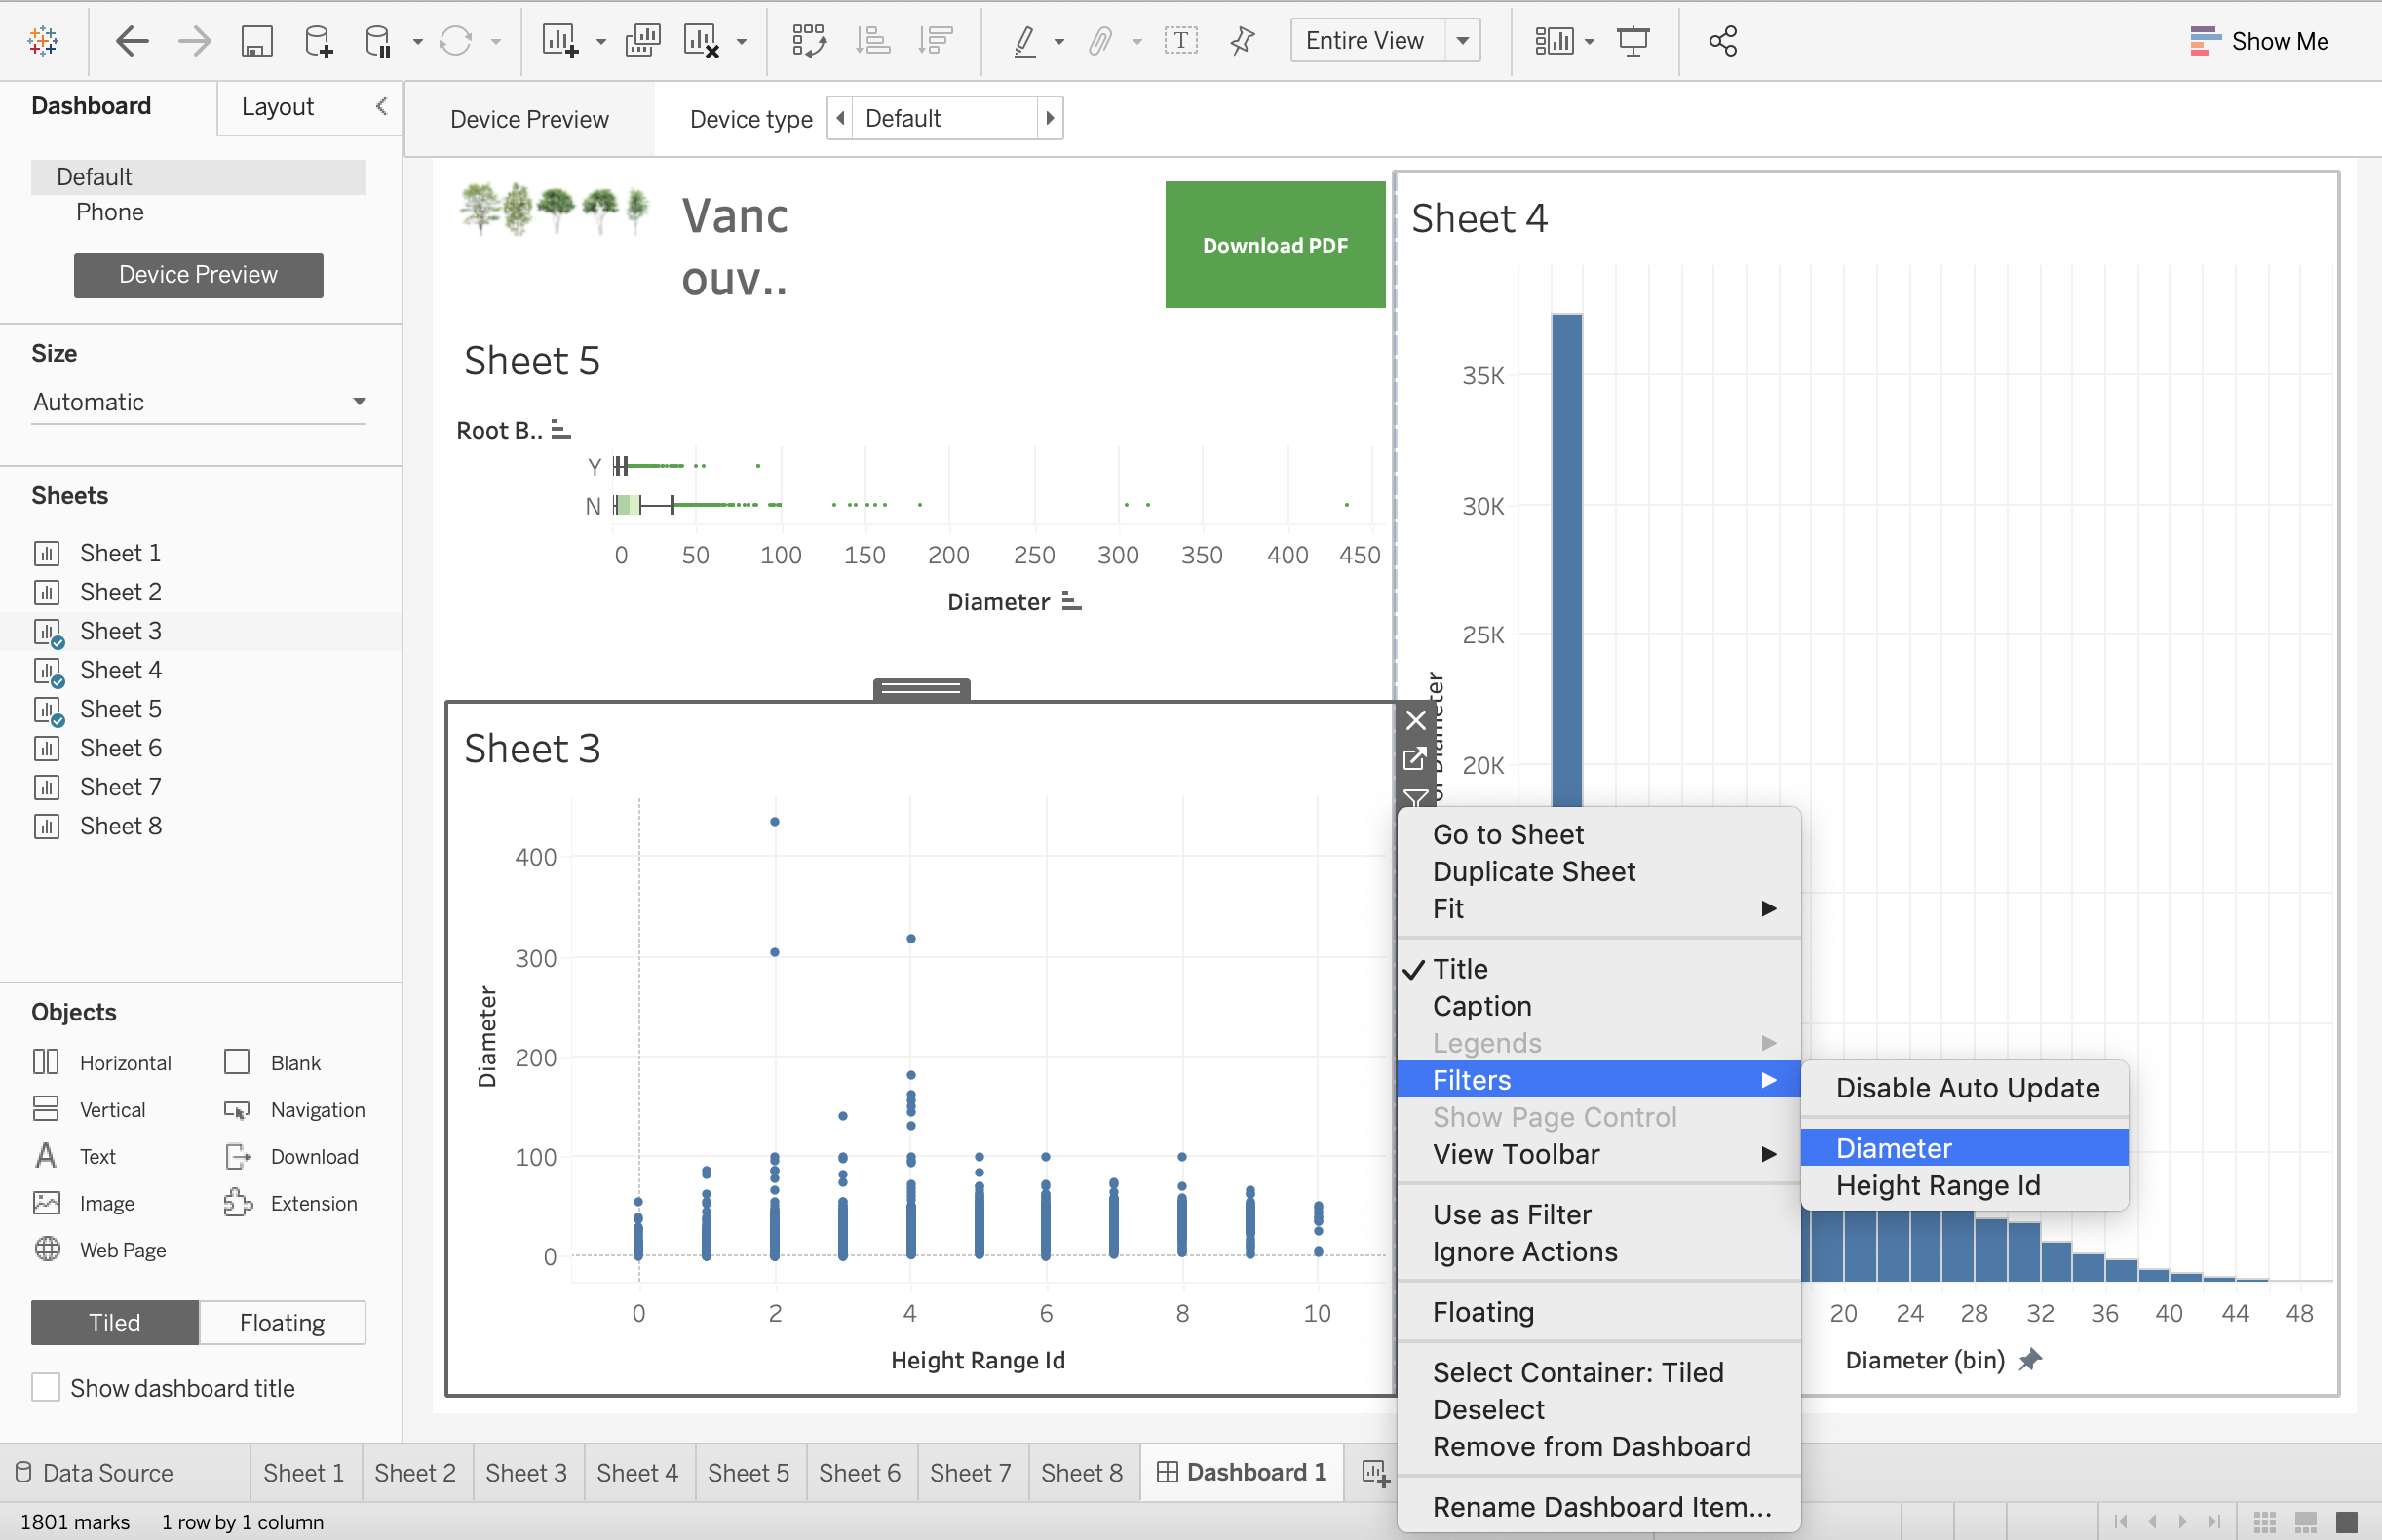 Entire View
Show Me
Dashboard
Layout
Device Preview
Device type
Default
Default
Phone
Device Preview
Size
Automatic
Sheets
Sheet 1
Sheet 2
Sheet 3
Sheet 4
Sheet 5
Sheet 6
Sheet 7
Sheet 8
Objects
Horizontal
Blank
Vertical
Navigation
Text
Download
Image
Extension
Web Page
Tiled
Floating
Show dashboard title
Vanc
ouv..
Download PDF
Sheet 5
Root B..
Y
N
0 50 100 150 200 250 300 350 400 450
Diameter
Sheet 3
400
300
200
100
0
Diameter
0 2 4 6 8 10
Height Range Id
Sheet 4
35K
30K
25K
20K
20 24 28 32 36 40 44 48
Diameter (bin)
Go to Sheet
Duplicate Sheet
Fit
Title
Caption
Legends
Filters
Show Page Control
View Toolbar
Use as Filter
Ignore Actions
Floating
Select Container: Tiled
Deselect
Remove from Dashboard
Rename Dashboard Item...
Disable Auto Update
Diameter
Height Range Id
Data Source
Sheet 1
Sheet 2
Sheet 3
Sheet 4
Sheet 5
Sheet 6
Sheet 7
Sheet 8
Dashboard 1
1801 marks
1 row by 1 column